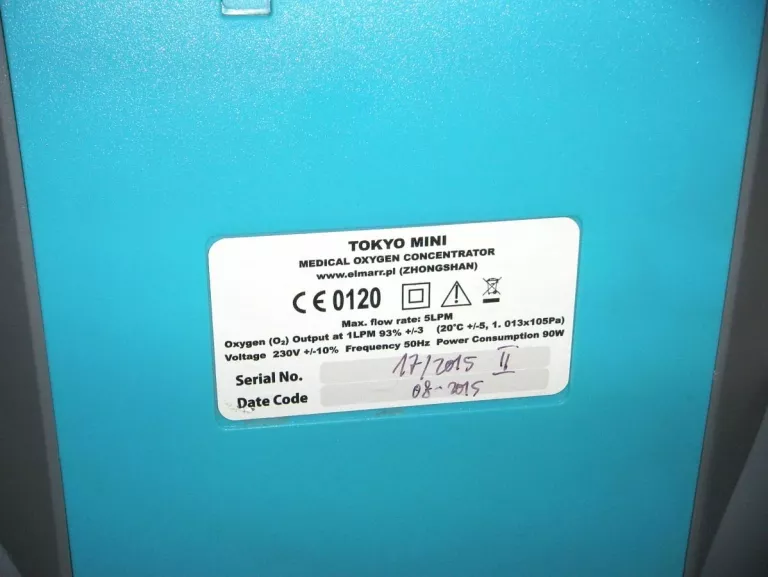 TOKYO MINI
MEDICAL OXYGEN CONCENTRATOR
www.elmarr.pl (ZHONGSHAN)
CE 0120
Max. flow rate: 5LPM
Oxygen (O₂) Output at 1LPM 93% +/-3 (20°C +/-5, 1. 013x105Pa)
Voltage 230V +/-10% Frequency 50Hz Power Consumption 90W
Serial No. 17/2015 II
Date Code 08-2015